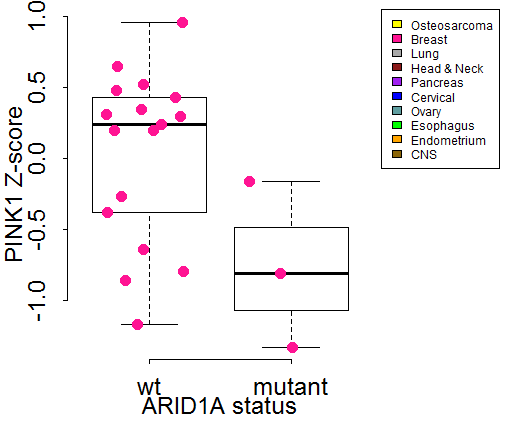 PINK1 Z-score
1.0
0.5
0.0
-0.5
-1.0
wt mutant
ARID1A status
Osteosarcoma
Breast
Lung
Head & Neck
Pancreas
Cervical
Ovary
Esophagus
Endometrium
CNS